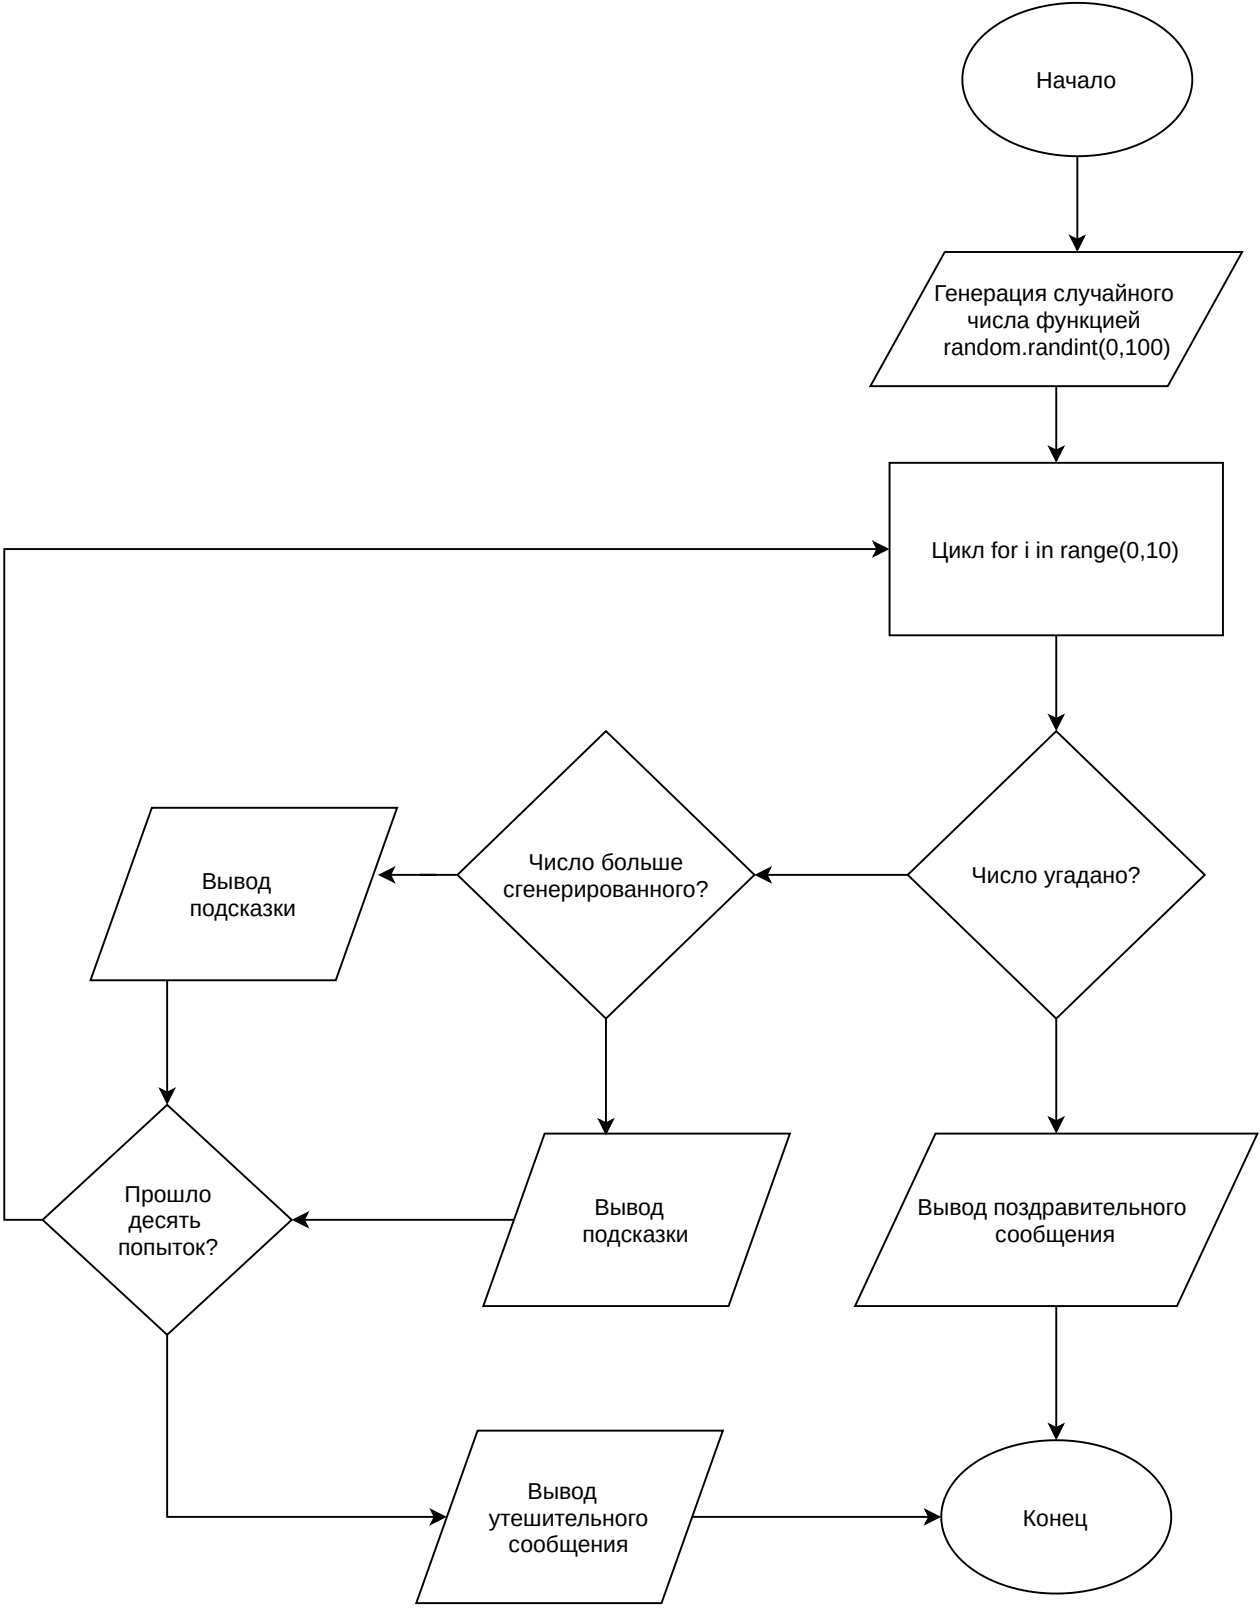 Начало
Генерация случайного
числа функцией
random.randint(0,100)
Цикл for i in range(0,10)
Число угадано?
Число больше
сгенерированного?
Вывод
подсказки
Вывод
подсказки
Вывод поздравительного
сообщения
Прошло
десять
попыток?
Вывод
утешительного
сообщения
Конец